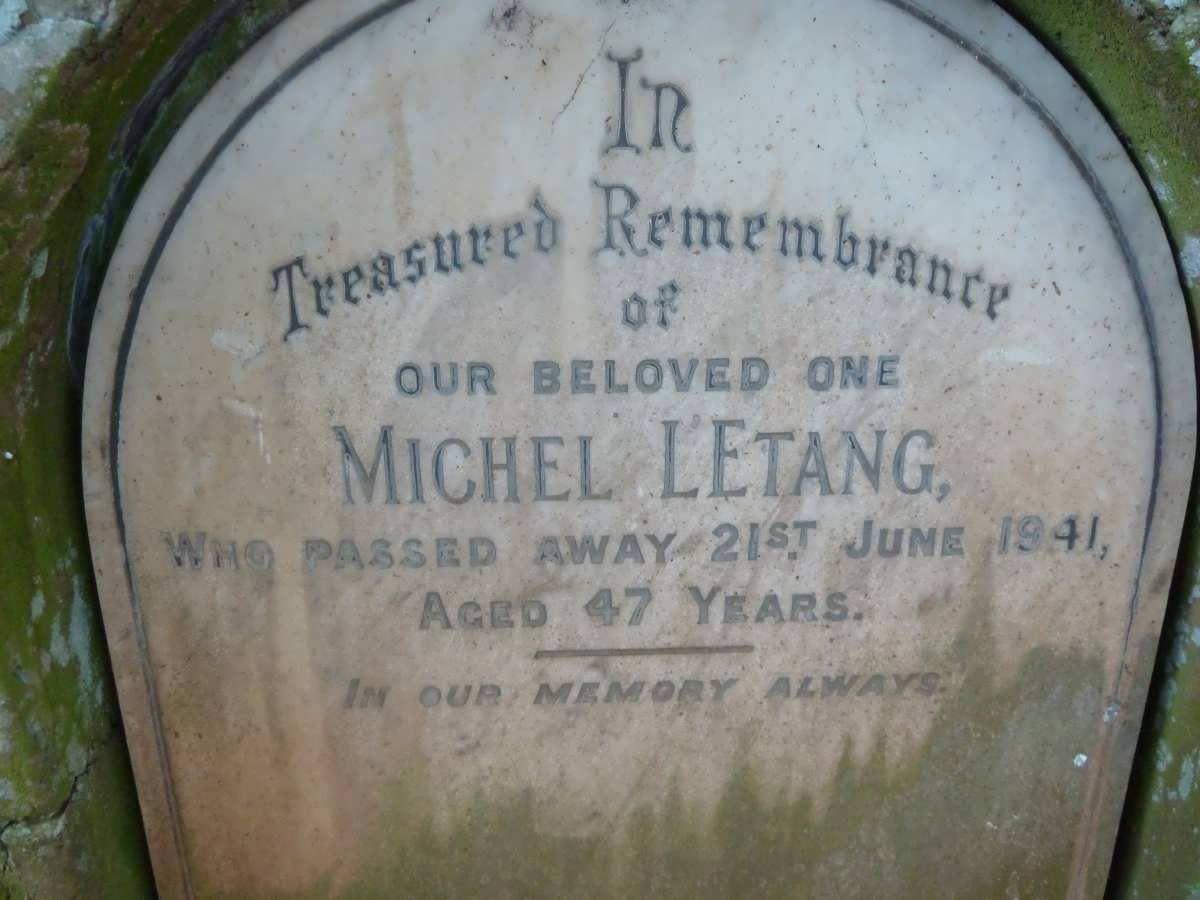 In
Treasured Remembrance
of
OUR BELOVED ONE
MICHEL L'ETANG,
WHO PASSED AWAY 21ST. JUNE 1941,
AGED 47 YEARS.
"IN OUR MEMORY ALWAYS."